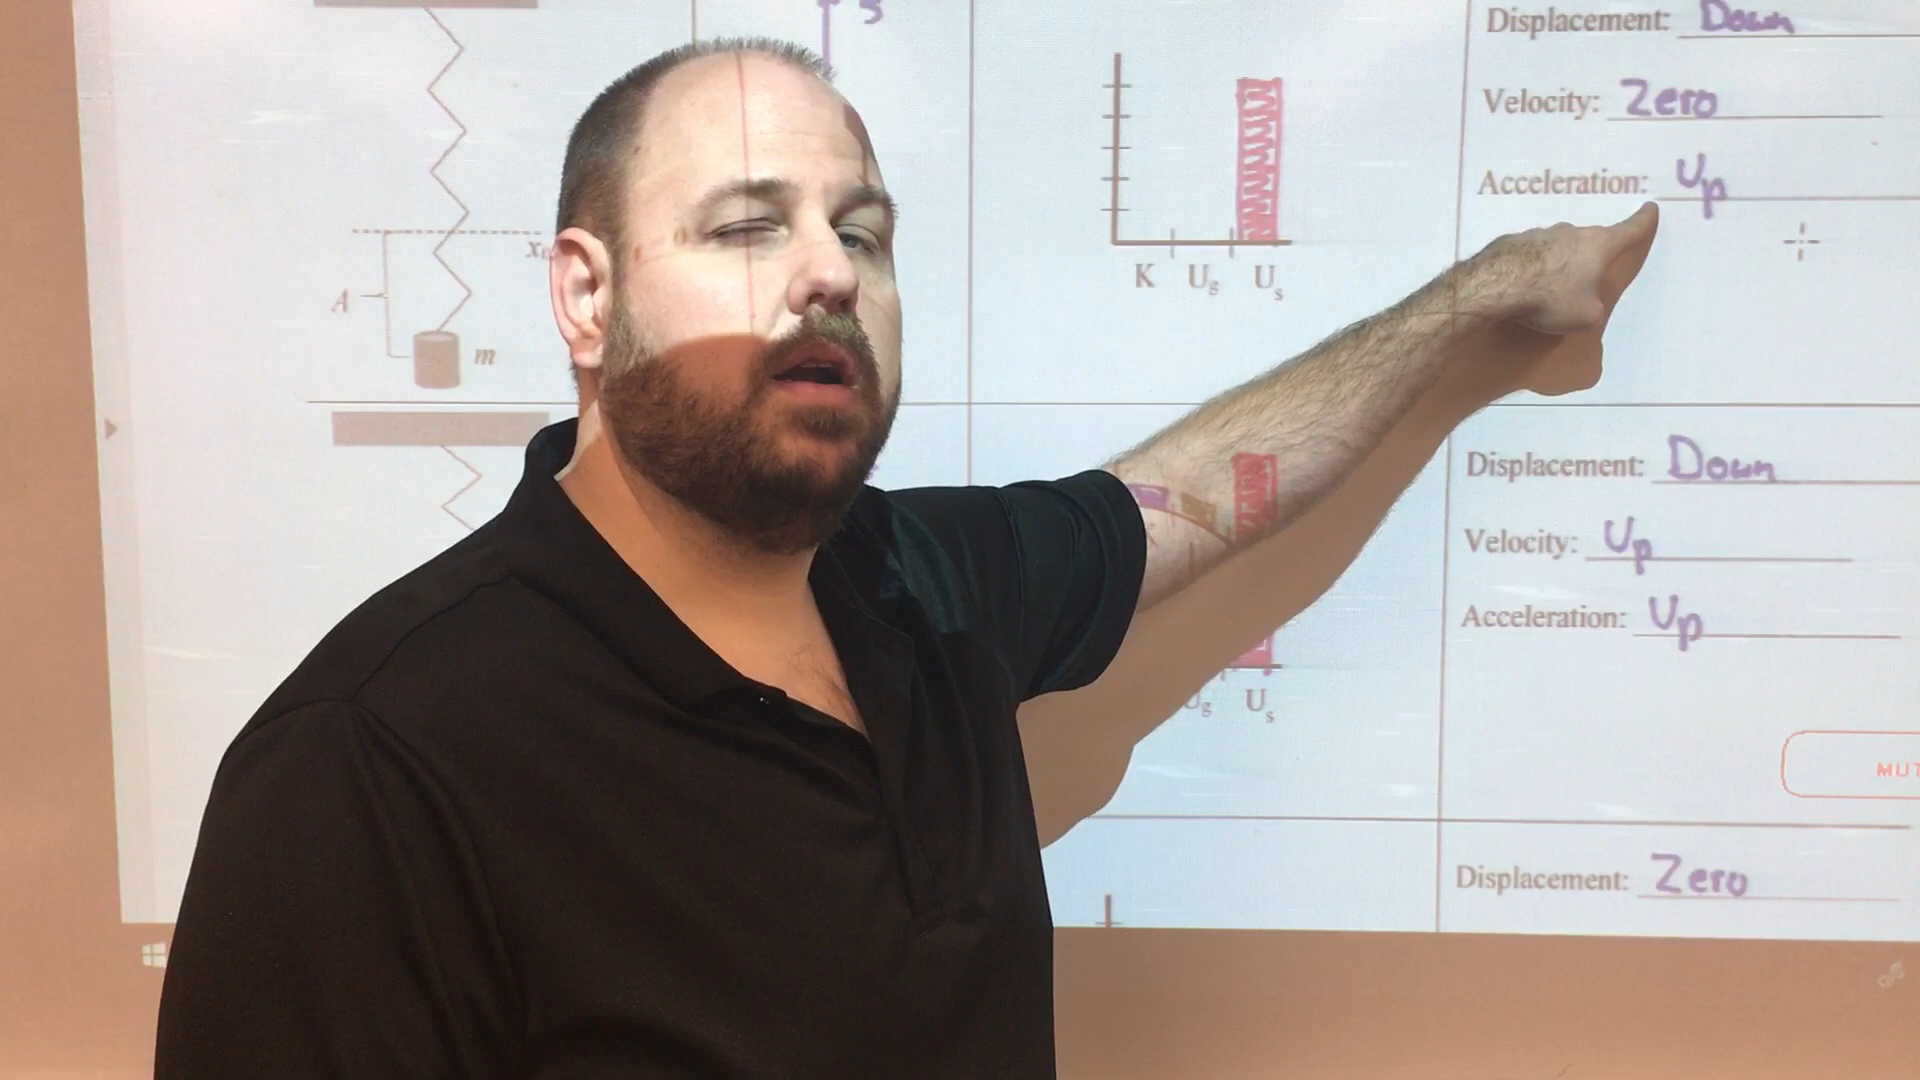 Displacement: Down
Velocity: Zero
Acceleration: Up
A
m
K Ug Us
Displacement: Down
Velocity: Up
Acceleration: Up
Ug Us
Displacement: Zero